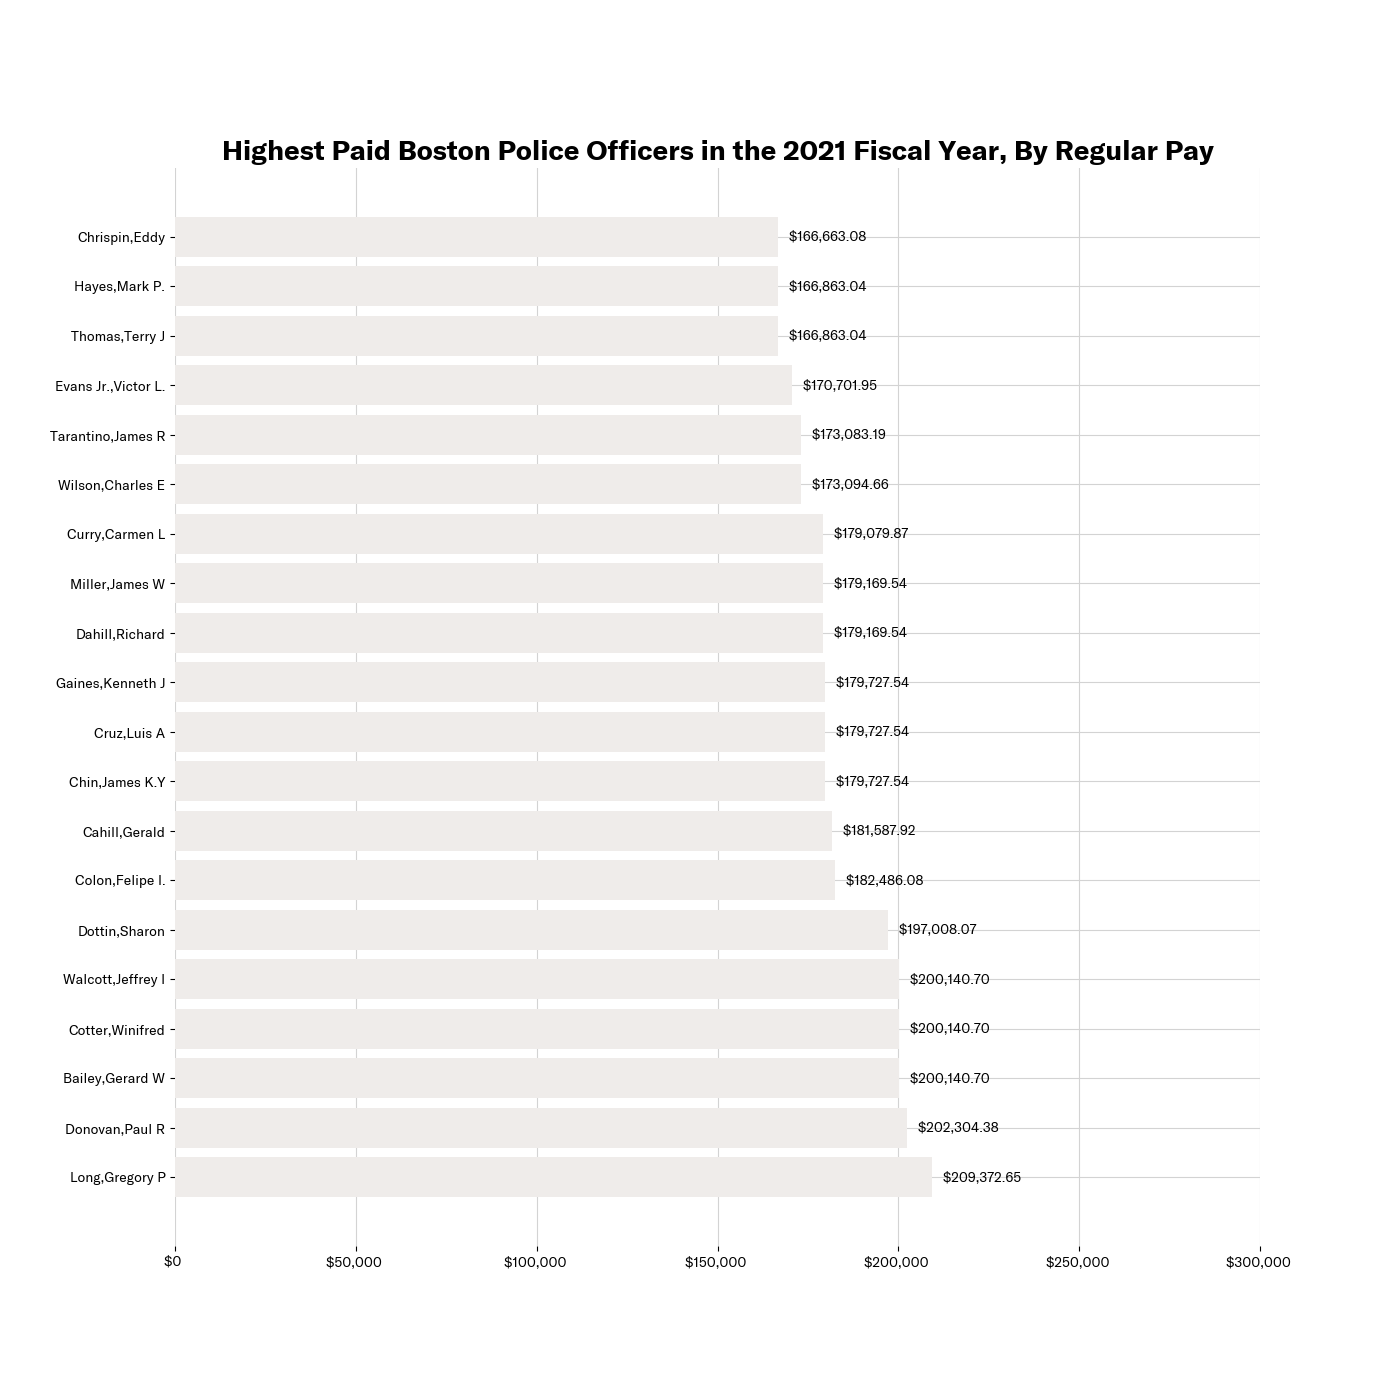 Highest Paid Boston Police Officers in the 2021 Fiscal Year, By Regular Pay
Chrispin,Eddy $166,663.08
Hayes,Mark P. $166,863.04
Thomas,Terry J $166,863.04
Evans Jr.,Victor L. $170,701.95
Tarantino,James R $173,083.19
Wilson,Charles E $173,094.66
Curry,Carmen L $179,079.87
Miller,James W $179,169.54
Dahill,Richard $179,169.54
Gaines,Kenneth J $179,727.54
Cruz,Luis A $179,727.54
Chin,James K.Y $179,727.54
Cahill,Gerald $181,587.92
Colon,Felipe I. $182,486.08
Dottin,Sharon $197,008.07
Walcott,Jeffrey I $200,140.70
Cotter,Winifred $200,140.70
Bailey,Gerard W $200,140.70
Donovan,Paul R $202,304.38
Long,Gregory P $209,372.65
$0 $50,000 $100,000 $150,000 $200,000 $250,000 $300,000